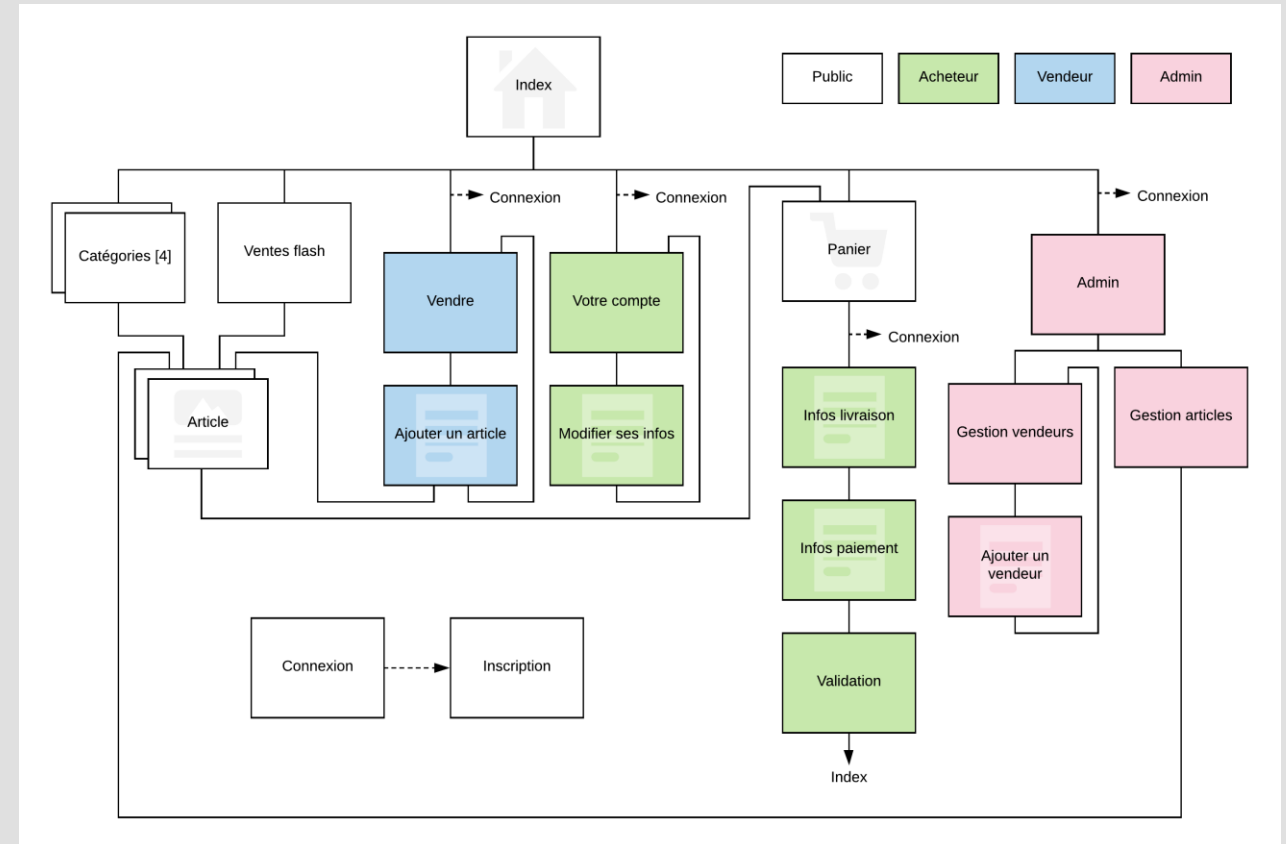 Index
Public
Acheteur
Vendeur
Admin
Connexion
Connexion
Connexion
Catégories [4]
Ventes flash
Vendre
Votre compte
Panier
Admin
Connexion
Article
Ajouter un article
Modifier ses infos
Infos livraison
Gestion vendeurs
Gestion articles
Infos paiement
Ajouter un
vendeur
Connexion
Inscription
Validation
Index